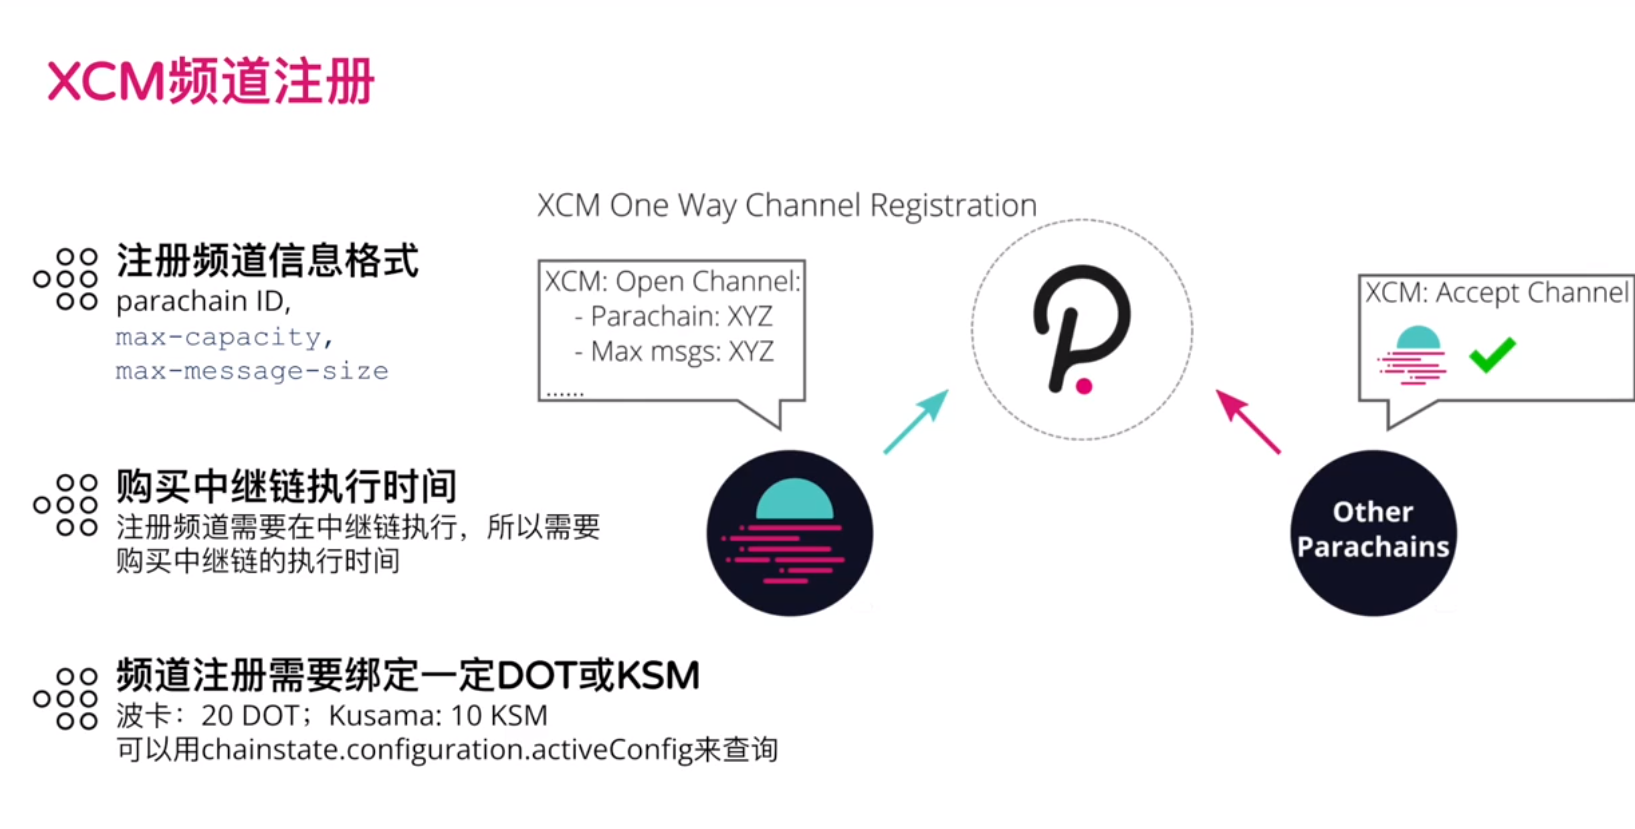 XCM频道注册
注册频道信息格式
parachain ID,
max-capacity,
max-message-size
购买中继链执行时间
注册频道需要在中继链执行，所以需要
购买中继链的执行时间
频道注册需要绑定一定DOT或KSM
波卡：20 DOT；Kusama: 10 KSM
可以用chainstate.configuration.activeConfig来查询
XCM One Way Channel Registration
XCM: Open Channel:
- Parachain: XYZ
- Max msgs: XYZ
......
XCM: Accept Channel
Other
Parachains